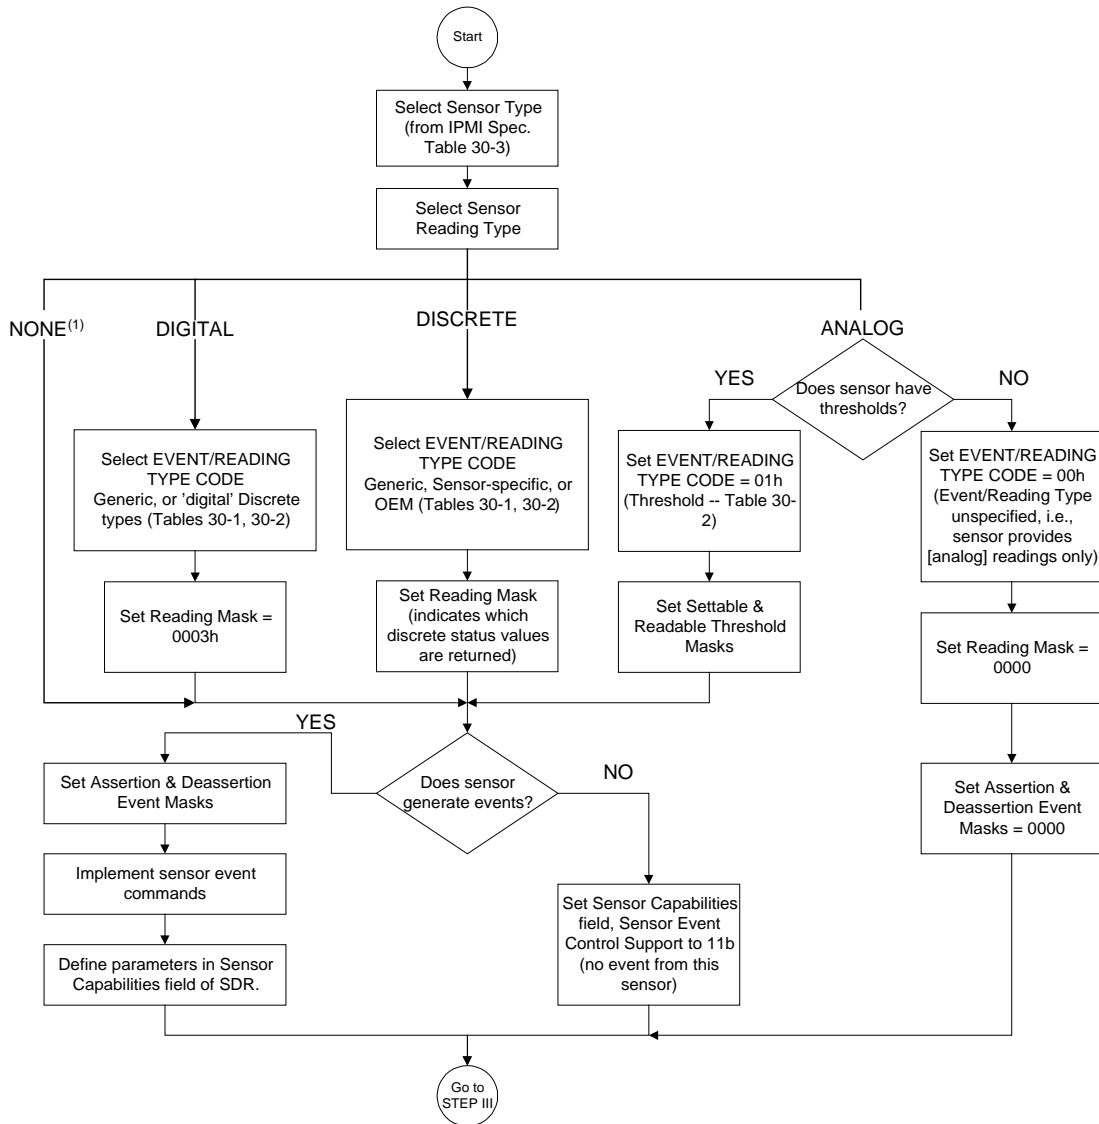 Start
Select Sensor Type
(from IPMI Spec.
Table 30-3)
Select Sensor
Reading Type
NONE(1)
DIGITAL
DISCRETE
ANALOG
YES
Does sensor have
thresholds?
NO
Select EVENT/READING
TYPE CODE
Generic, or 'digital' Discrete
types (Tables 30-1, 30-2)
Select EVENT/READING
TYPE CODE
Generic, Sensor-specific, or
OEM (Tables 30-1, 30-2)
Set EVENT/READING
TYPE CODE = 01h
(Threshold -- Table 30-
2)
Set EVENT/READING
TYPE CODE = 00h
(Event/Reading Type
unspecified, i.e.,
sensor provides
[analog] readings only)
Set Reading Mask =
0003h
Set Reading Mask
(indicates which
discrete status values
are returned)
Set Settable &
Readable Threshold
Masks
Set Reading Mask =
0000
YES
Does sensor
generate events?
NO
Set Assertion & Deassertion
Event Masks
Set Assertion &
Deassertion Event
Masks = 0000
Implement sensor event
commands
Set Sensor Capabilities
field, Sensor Event
Control Support to 11b
(no event from this
sensor)
Define parameters in Sensor
Capabilities field of SDR.
Go to
STEP III